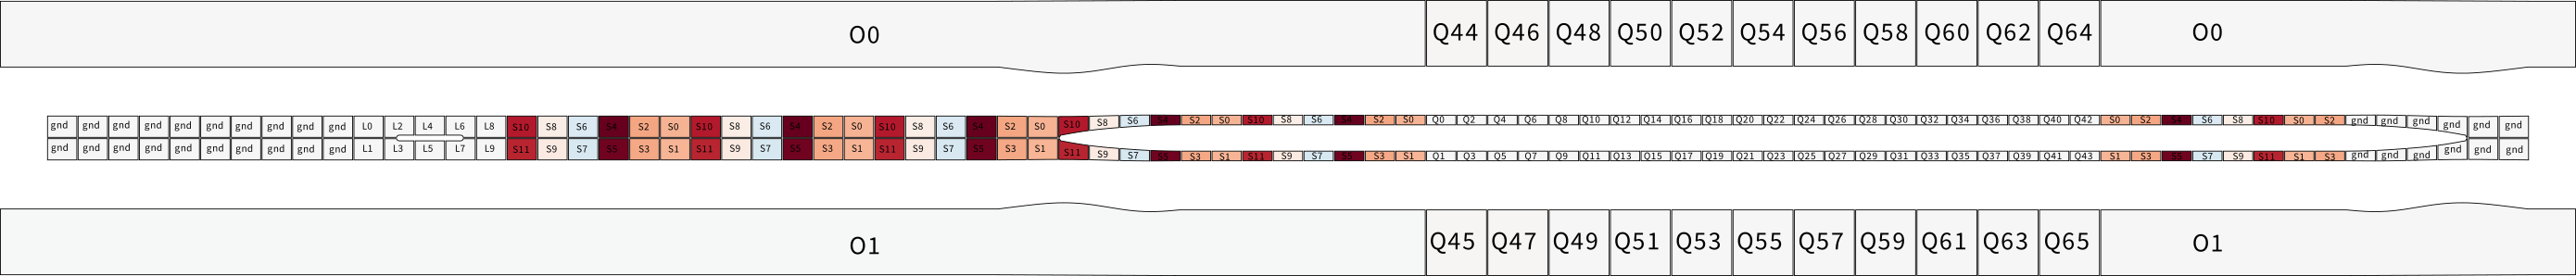 O0 Q44 Q46 Q48 Q50 Q52 Q54 Q56 Q58 Q60 Q62 Q64 O0
gnd gnd gnd gnd gnd gnd gnd gnd gnd gnd L0 L2 L4 L6 L8 S10 S8 S6 S4 S2 S0 S10 S8 S6 S4 S2 S0 S10 S8 S6 S4 S2 S0 S10 S8 S6 S4 S2 S0 S10 S8 S6 S4 S2 S0 Q0 Q2 Q4 Q6 Q8 Q10 Q12 Q14 Q16 Q18 Q20 Q22 Q24 Q26 Q28 Q30 Q32 Q34 Q36 Q38 Q40 Q42 S0 S2 S4 S6 S8 S10 S0 S2 gnd gnd gnd gnd gnd gnd
gnd gnd gnd gnd gnd gnd gnd gnd gnd gnd L1 L3 L5 L7 L9 S11 S9 S7 S5 S3 S1 S11 S9 S7 S5 S3 S1 S11 S9 S7 S5 S3 S1 S11 S9 S7 S5 S3 S1 S11 S9 S7 S5 S3 S1 Q1 Q3 Q5 Q7 Q9 Q11 Q13 Q15 Q17 Q19 Q21 Q23 Q25 Q27 Q29 Q31 Q33 Q35 Q37 Q39 Q41 Q43 S1 S3 S5 S7 S9 S11 S1 S3 gnd gnd gnd gnd gnd gnd
O1 Q45 Q47 Q49 Q51 Q53 Q55 Q57 Q59 Q61 Q63 Q65 O1